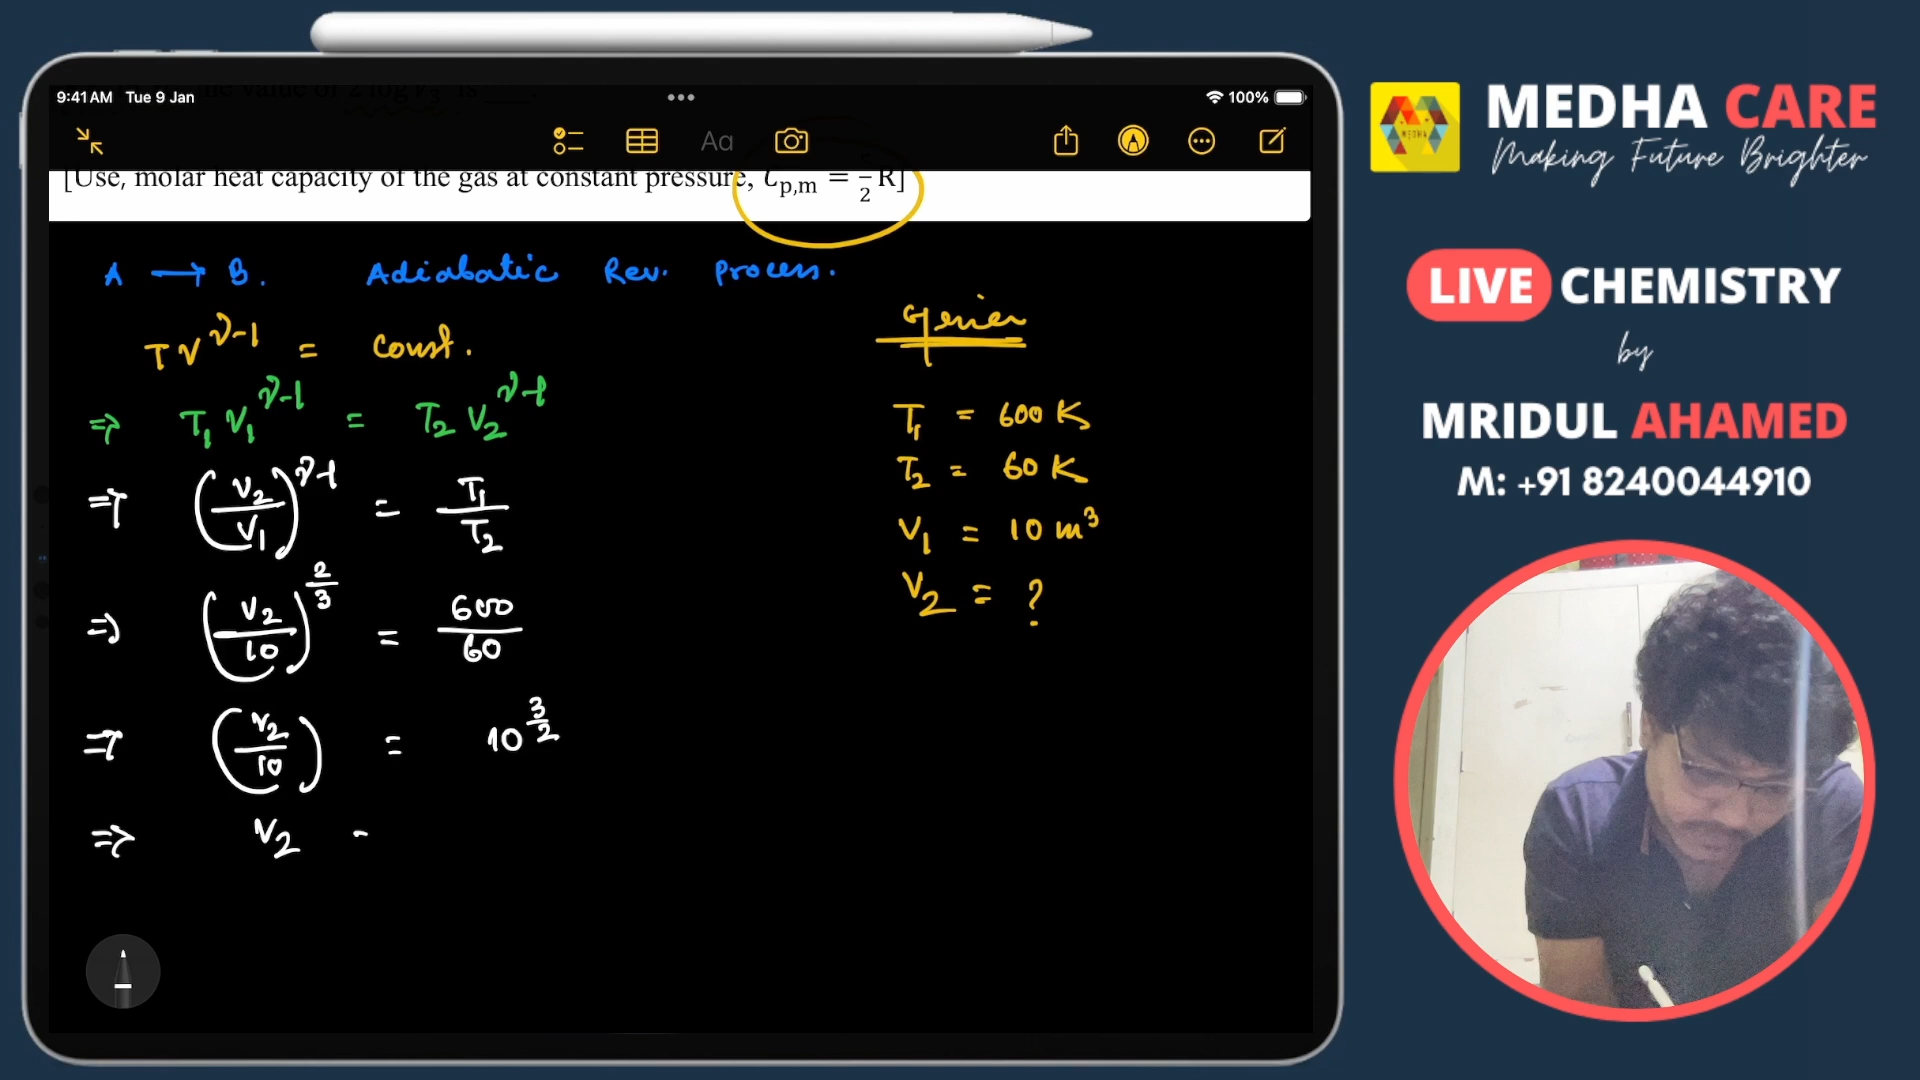 9:41 AM Tue 9 Jan
100%
Aa
[Use, molar heat capacity of the gas at constant pressure, C_p,m = _/2 R]
A → B. Adiabatic Rev. Process.
TV^γ-1 = const.
⇒ T₁ V₁^γ-1 = T₂ V₂^γ-1
⇒ (V₂/V₁)^γ-1 = T₁/T₂
⇒ (V₂/10)^2/3 = 600/60
⇒ (V₂/10) = 10^3/2
⇒ V₂ -
T₁ = 600 K
T₂ = 60 K
V₁ = 10 m³
V₂ = ?
MEDHA
MEDHA CARE
Making Future Brighter
LIVE CHEMISTRY
by
MRIDUL AHAMED
M: +91 8240044910